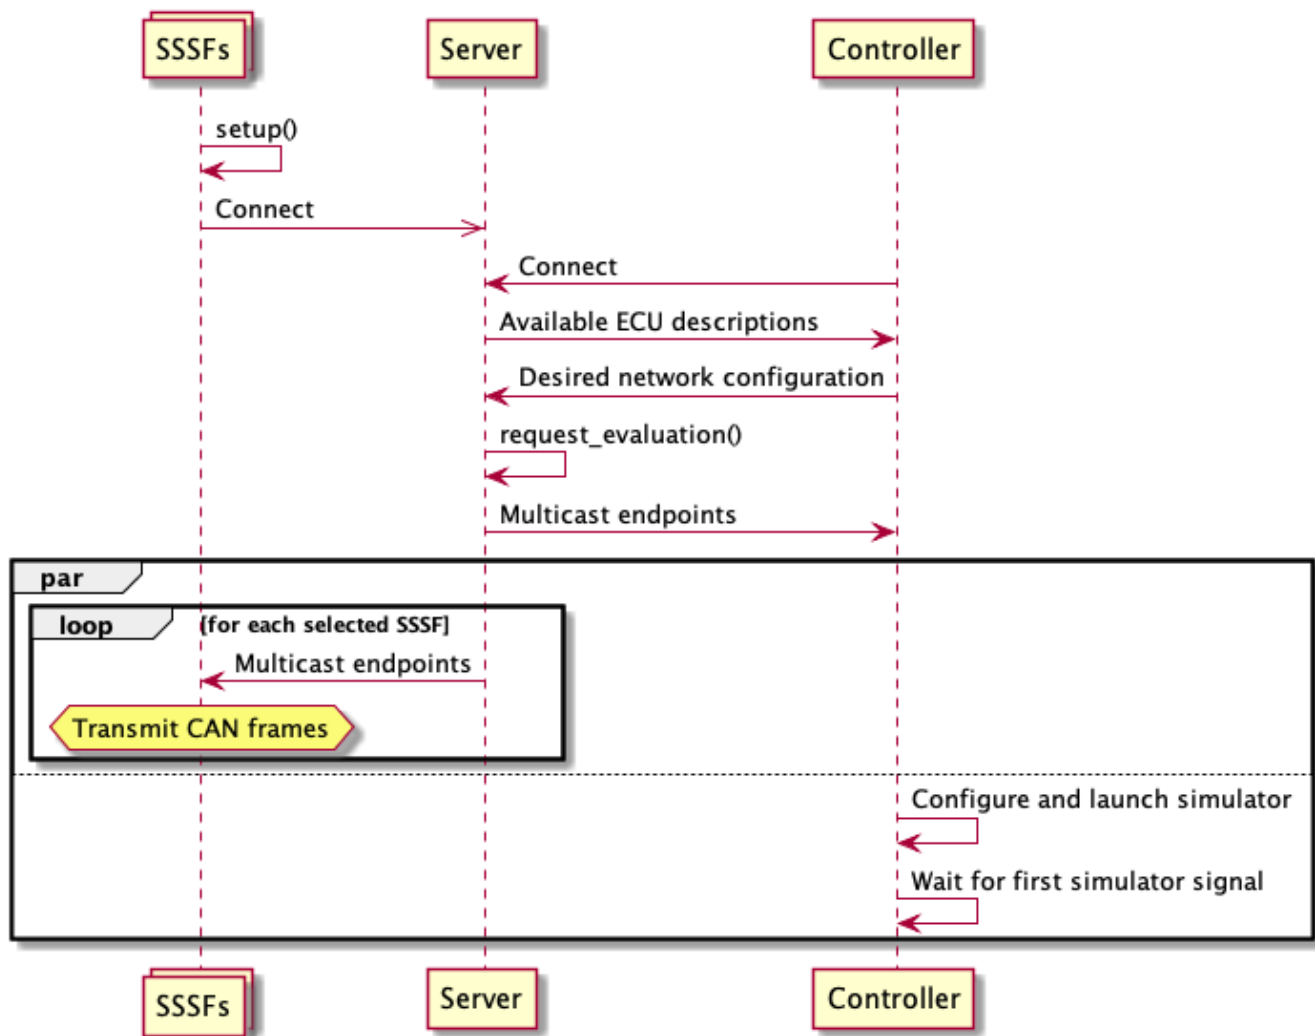 SSSFs
Server
Controller
setup()
Connect
Connect
Available ECU descriptions
Desired network configuration
request_evaluation()
Multicast endpoints
par
loop
[for each selected SSSF]
Multicast endpoints
Transmit CAN frames
Configure and launch simulator
Wait for first simulator signal
SSSFs
Server
Controller